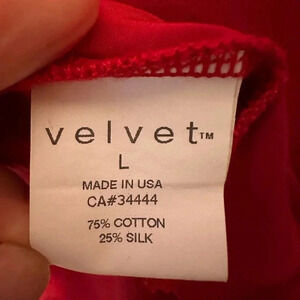 velvet™
L
MADE IN USA
CA#34444
75% COTTON
25% SILK